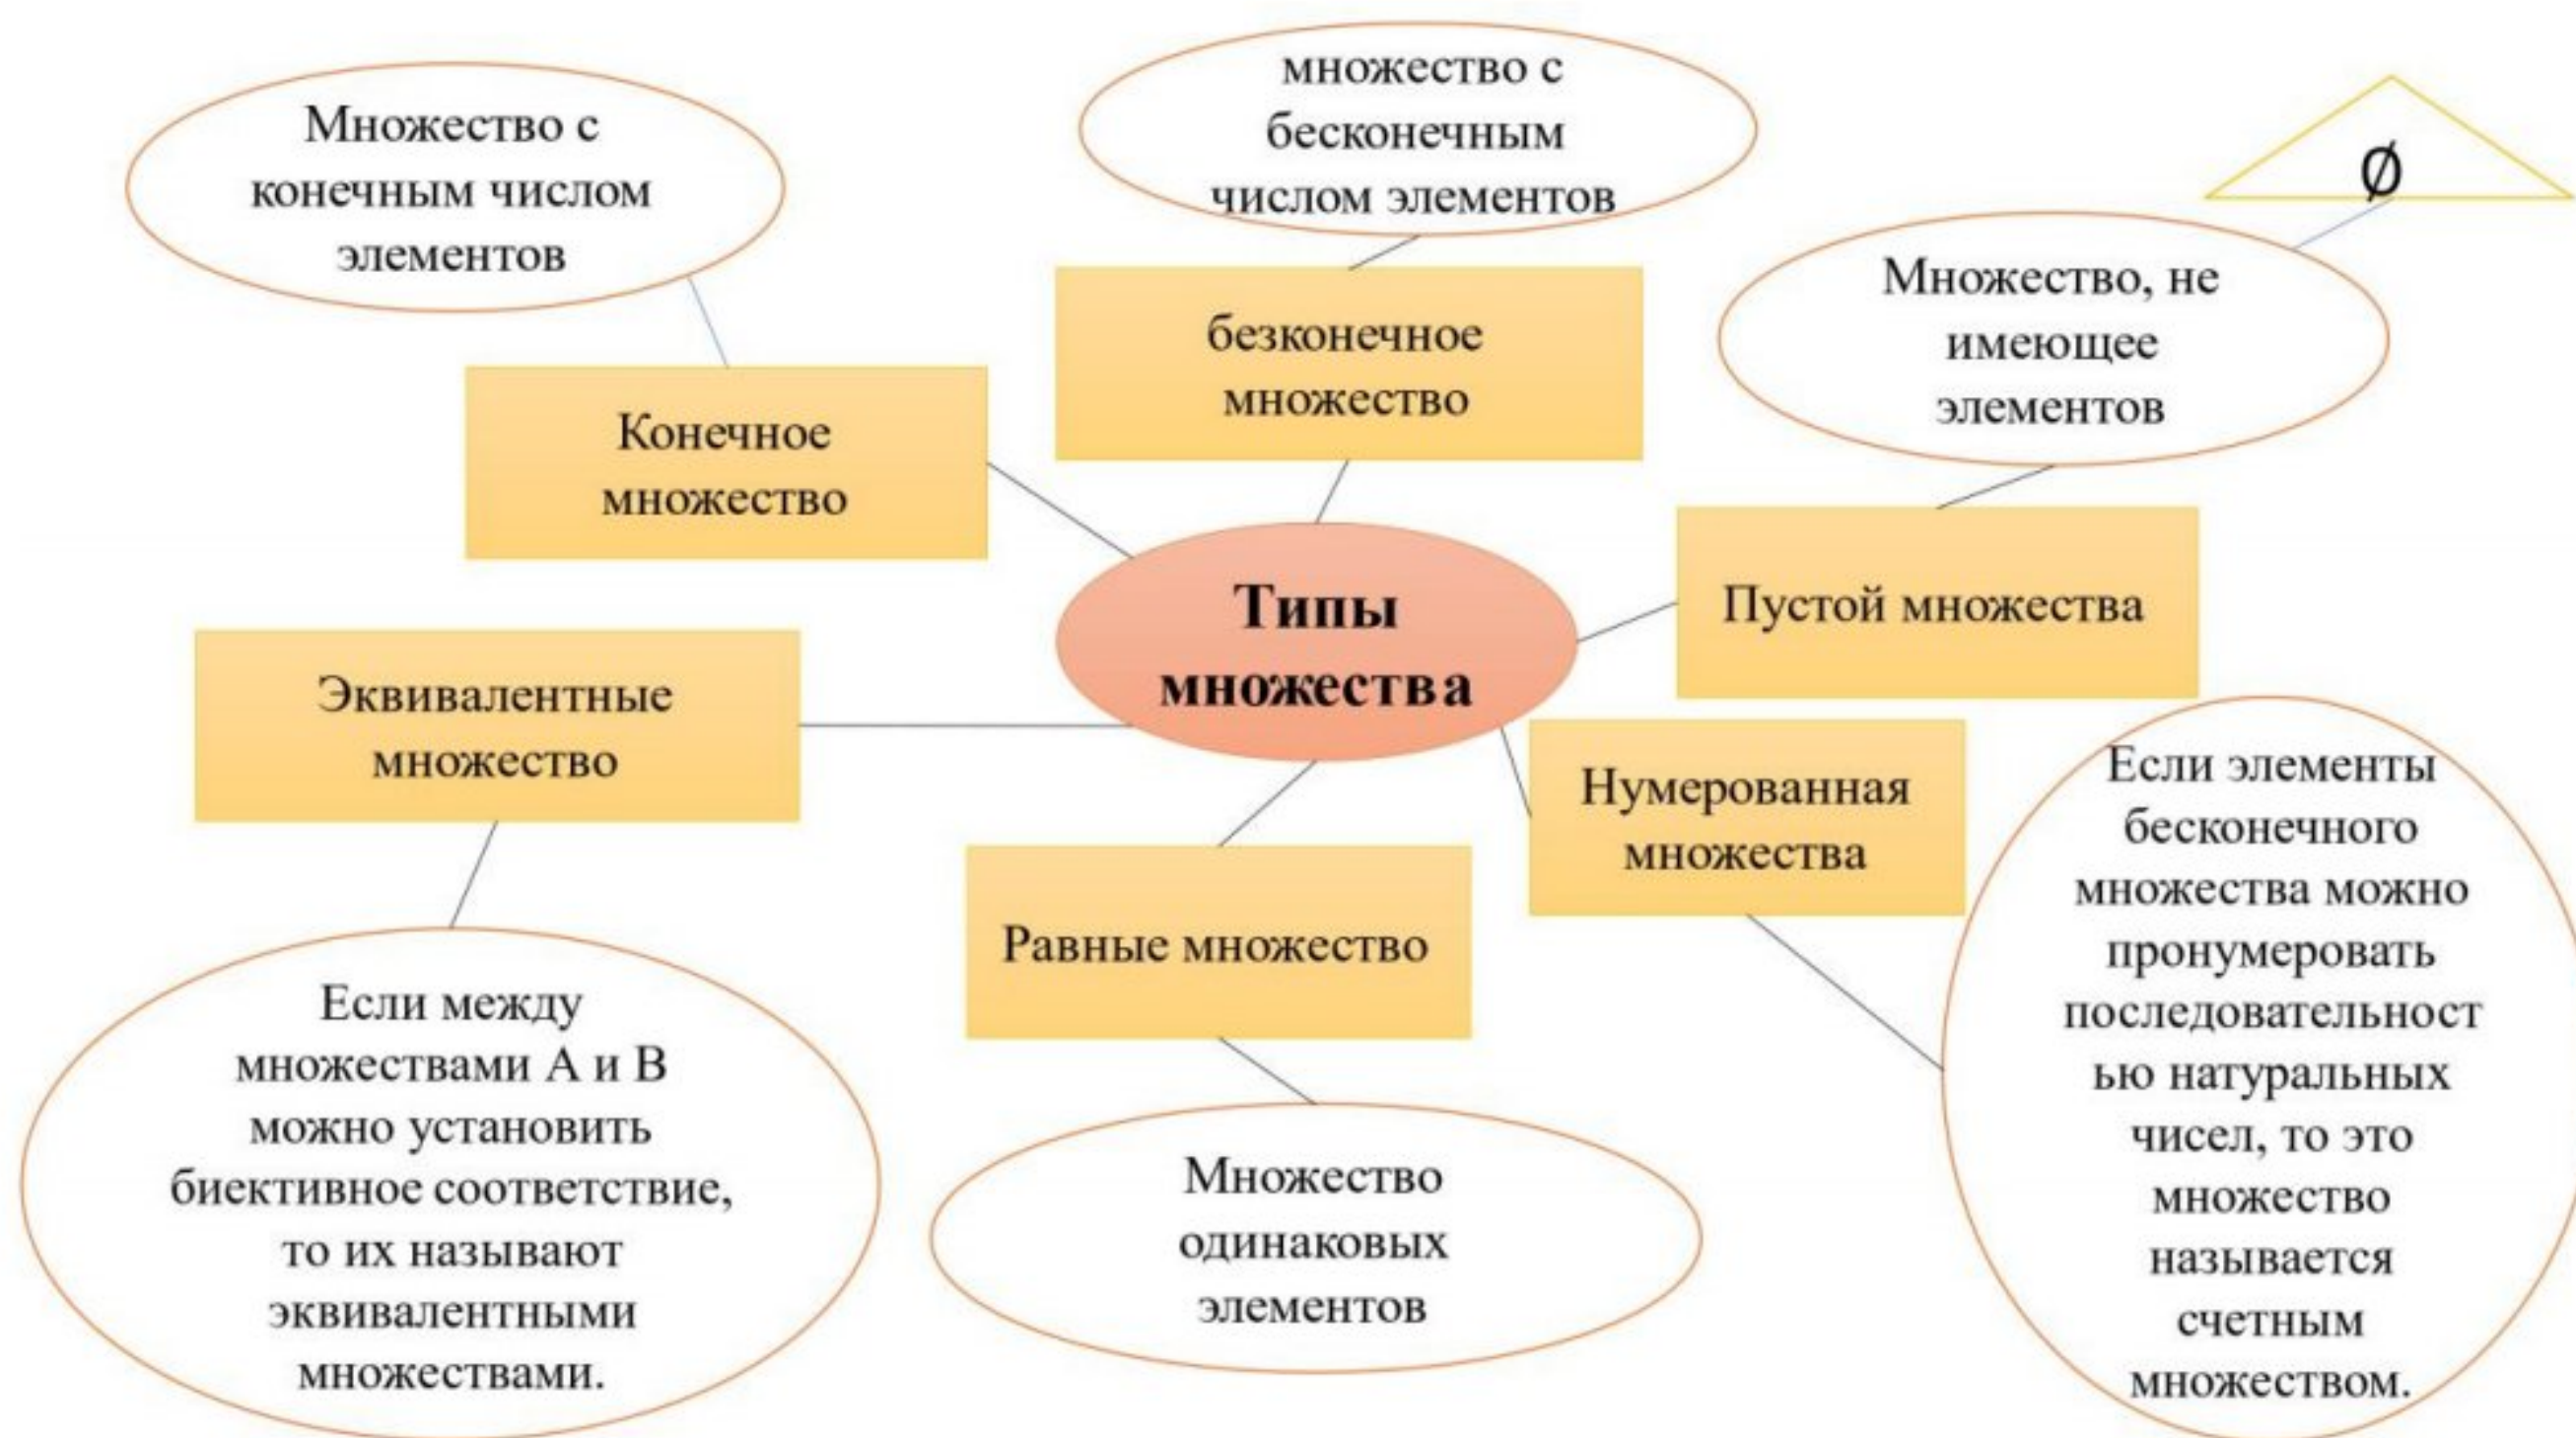 Множество с
конечным числом
элементов
множество с
бесконечным
числом элементов
Ø
Множество, не
имеющее
элементов
безконечное
множество
Конечное
множество
Пустой множества
Типы
множества
Эквивалентные
множество
Нумерованная
множества
Равные множество
Если элементы
бесконечного
множества можно
пронумеровать
последовательност
ью натуральных
чисел, то это
множество
называется
счетным
множеством.
Если между
множествами А и В
можно установить
биективное соответствие,
то их называют
эквивалентными
множествами.
Множество
одинаковых
элементов